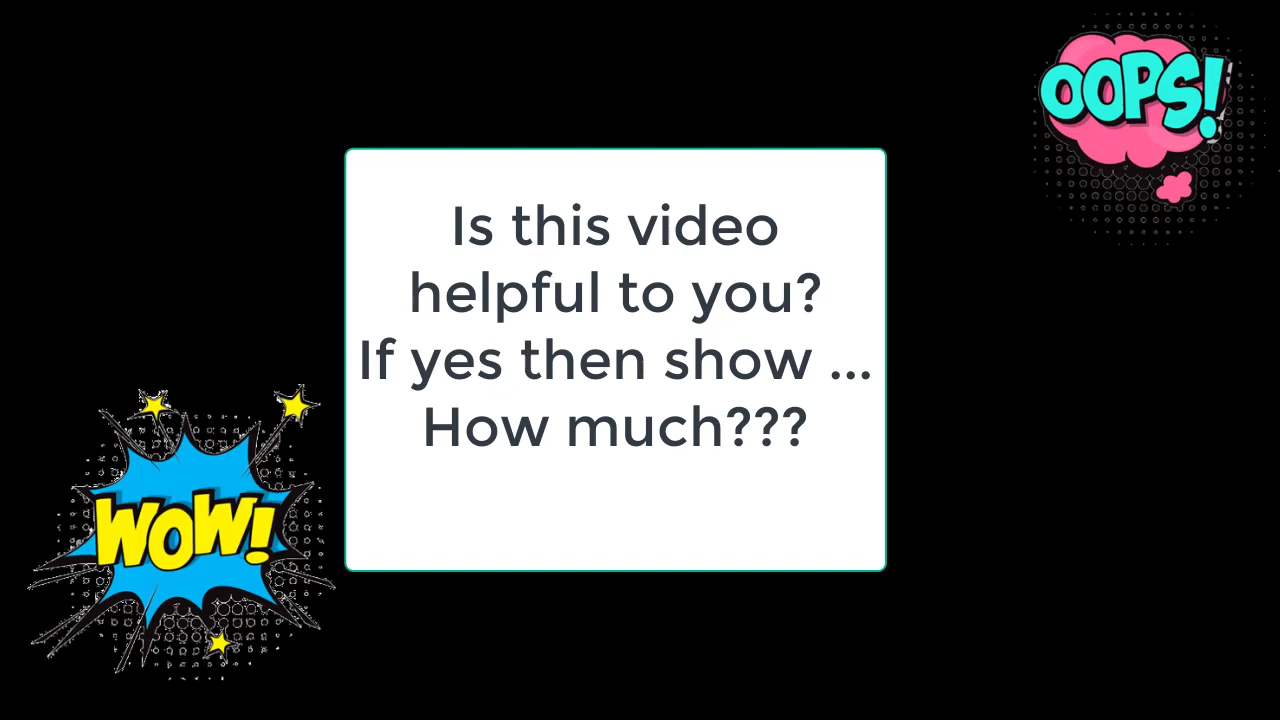 OOPS!
Is this video
helpful to you?
If yes then show ...
How much???
WOW!